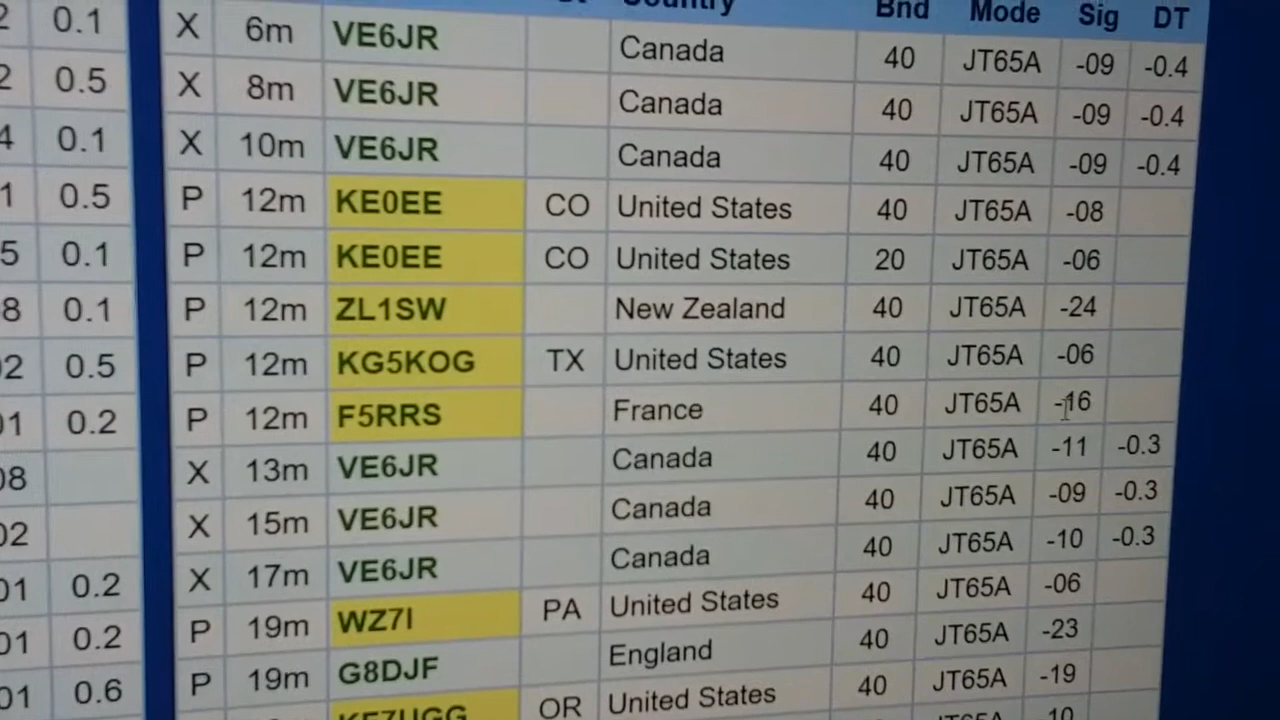 Country Bnd Mode Sig DT
0.1 X 6m VE6JR Canada 40 JT65A -09 -0.4
0.5 X 8m VE6JR Canada 40 JT65A -09 -0.4
4 0.1 X 10m VE6JR Canada 40 JT65A -09 -0.4
1 0.5 P 12m KE0EE CO United States 40 JT65A -08
5 0.1 P 12m KE0EE CO United States 20 JT65A -06
8 0.1 P 12m ZL1SW New Zealand 40 JT65A -24
02 0.5 P 12m KG5KOG TX United States 40 JT65A -06
01 0.2 P 12m F5RRS France 40 JT65A -16
08 X 13m VE6JR Canada 40 JT65A -11 -0.3
02 X 15m VE6JR Canada 40 JT65A -09 -0.3
01 0.2 X 17m VE6JR Canada 40 JT65A -10 -0.3
01 0.2 P 19m WZ7I PA United States 40 JT65A -06
01 0.6 P 19m G8DJF England 40 JT65A -23
KF7UGG OR United States 40 JT65A -19